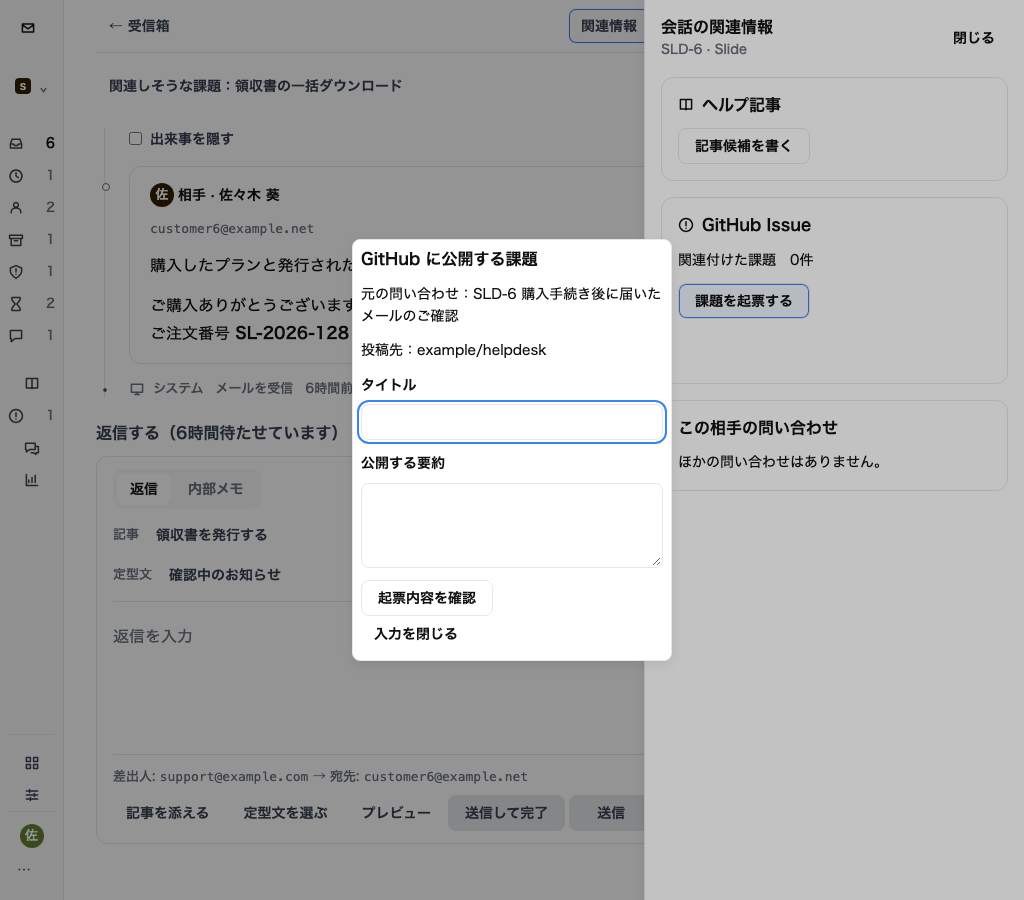 S
6
1
2
1
1
2
1
1
佐
…
← 受信箱
関連情報
関連しそうな課題：領収書の一括ダウンロード
出来事を隠す
佐 相手 · 佐々木 葵
customer6@example.net
購入したプランと発行された
ご購入ありがとうございます
ご注文番号 SL-2026-128
システム メールを受信 6時間前
返信する（6時間待たせています）
返信 内部メモ
記事 領収書を発行する
定型文 確認中のお知らせ
返信を入力
差出人: support@example.com → 宛先: customer6@example.net
記事を添える 定型文を選ぶ プレビュー 送信して完了 送信
GitHub に公開する課題
元の問い合わせ：SLD-6 購入手続き後に届いた
メールのご確認
投稿先：example/helpdesk
タイトル
公開する要約
起票内容を確認
入力を閉じる
会話の関連情報
SLD-6 · Slide
閉じる
ヘルプ記事
記事候補を書く
GitHub Issue
関連付けた課題 0件
課題を起票する
この相手の問い合わせ
ほかの問い合わせはありません。